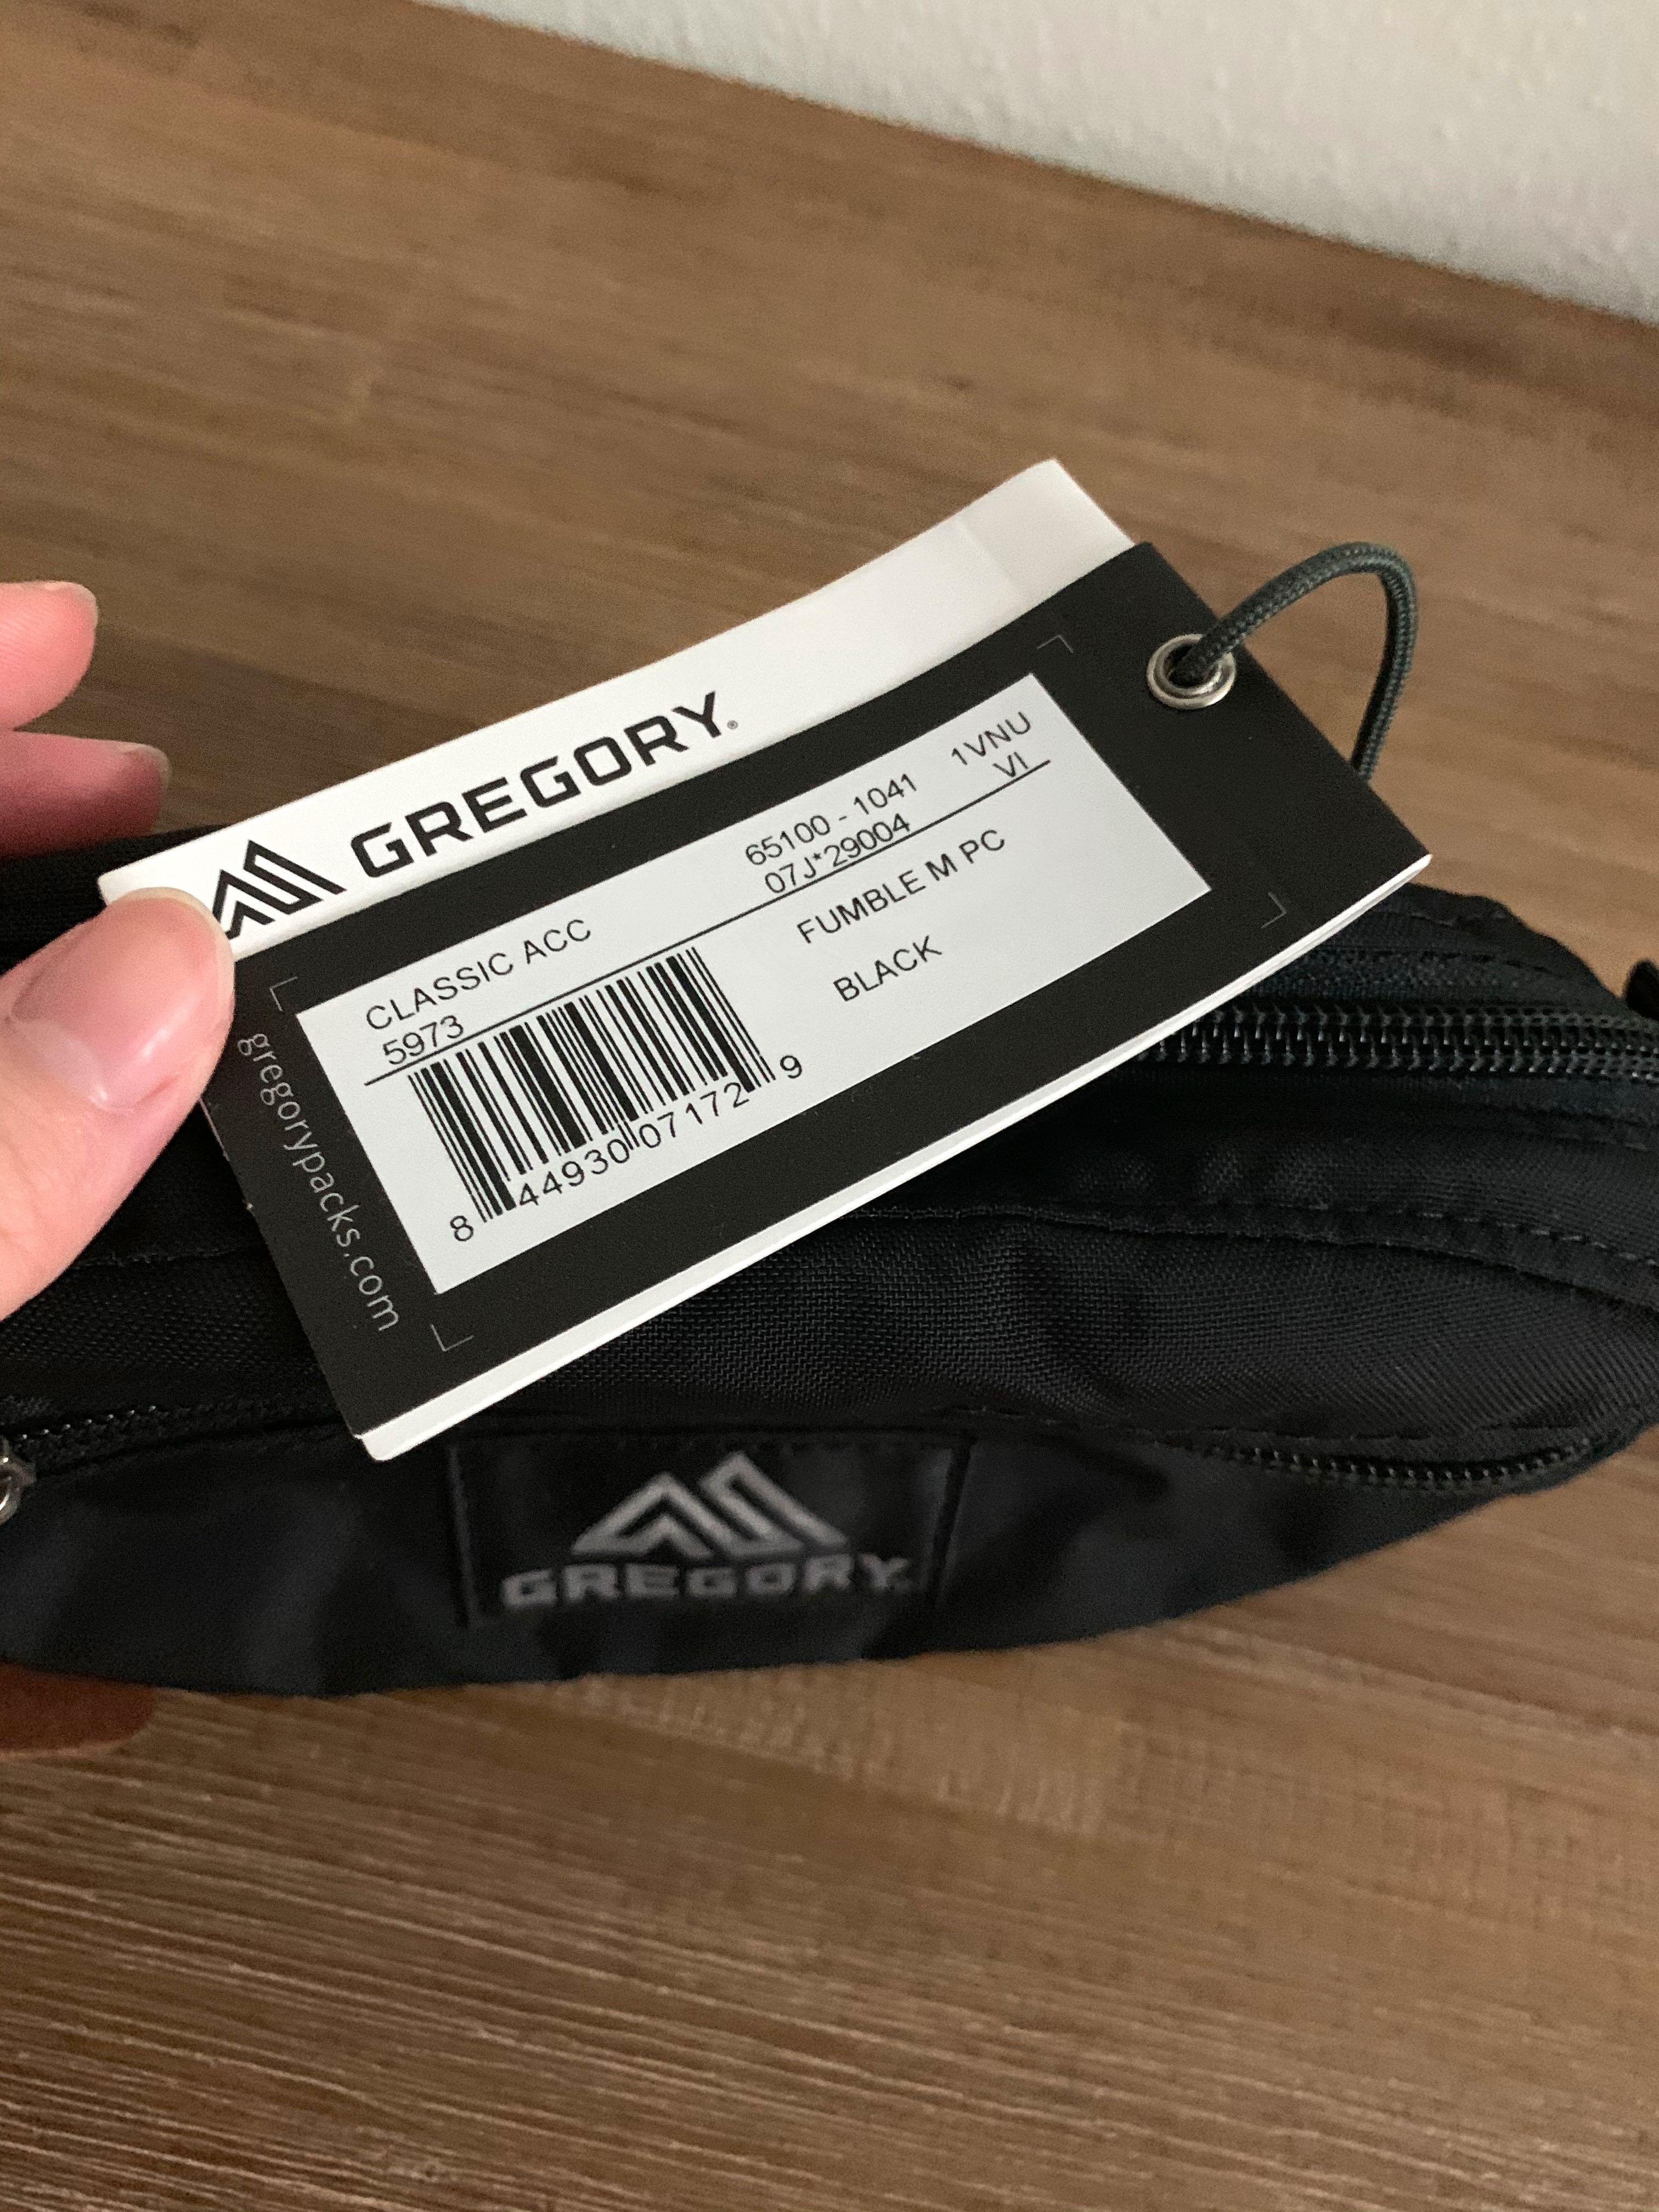 GREGORY®
CLASSIC ACC 65100 - 1041 1VNU
5973 07J*29004 VI
FUMBLE M PC
BLACK
8 44930 07172 9
gregorypacks.com
GREGORY